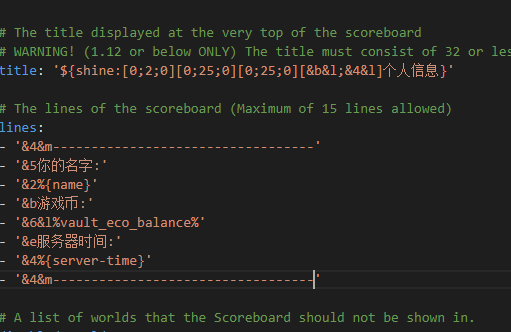 # The title displayed at the very top of the scoreboard
# WARNING! (1.12 or below ONLY) The title must consist of 32 or les
title: '${shine:[0;2;0][0;25;0][0;25;0][&b&l;&4&l]个人信息}'
# The lines of the scoreboard (Maximum of 15 lines allowed)
lines:
- '&4&m----------------------------------'
- '&5你的名字:'
- '&2%{name}'
- '&b游戏币:'
- '&6&l%vault_eco_balance%'
- '&e服务器时间:'
- '&4%{server-time}'
- '&4&m----------------------------------'
# A list of worlds that the Scoreboard should not be shown in.